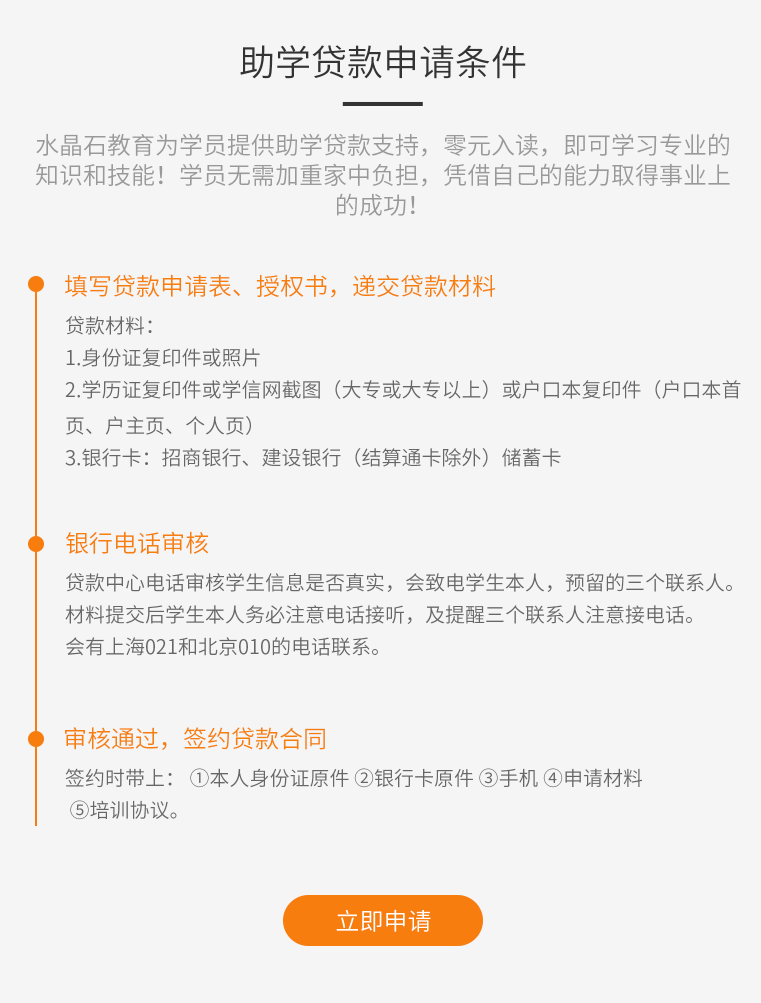 助学贷款申请条件
水晶石教育为学员提供助学贷款支持，零元入读，即可学习专业的
知识和技能！学员无需加重家中负担，凭借自己的能力取得事业上
的成功！
填写贷款申请表、授权书，递交贷款材料
贷款材料：
1.身份证复印件或照片
2.学历证复印件或学信网截图（大专或大专以上）或户口本复印件（户口本首
页、户主页、个人页）
3.银行卡：招商银行、建设银行（结算通卡除外）储蓄卡
银行电话审核
贷款中心电话审核学生信息是否真实，会致电学生本人，预留的三个联系人。
材料提交后学生本人务必注意电话接听，及提醒三个联系人注意接电话。
会有上海021和北京010的电话联系。
审核通过，签约贷款合同
签约时带上： ①本人身份证原件 ②银行卡原件 ③手机 ④申请材料
⑤培训协议。
立即申请